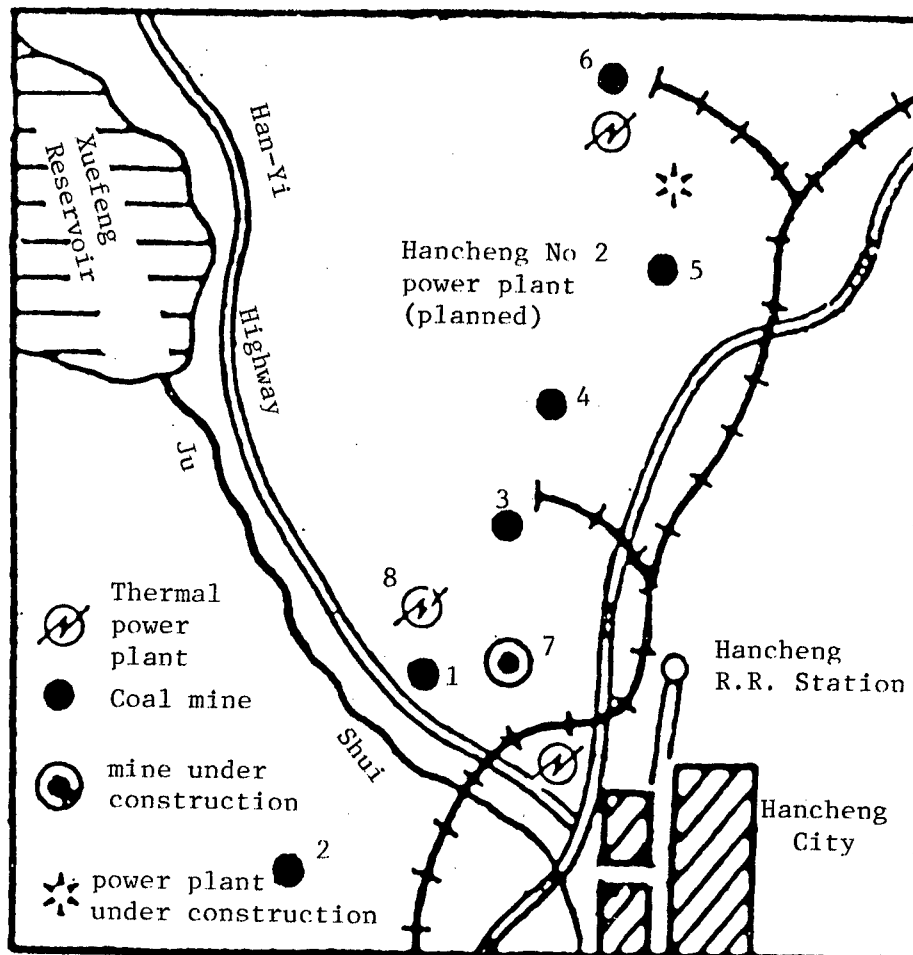 6
Han-Yi
Xuefeng
Reservoir
Hancheng No 2
power plant
(planned)
5
Highway
4
Ju
3
8
Thermal
power
plant
7
Hancheng
R.R. Station
1
Coal mine
Shui
mine under
construction
Hancheng
City
2
power plant
under construction